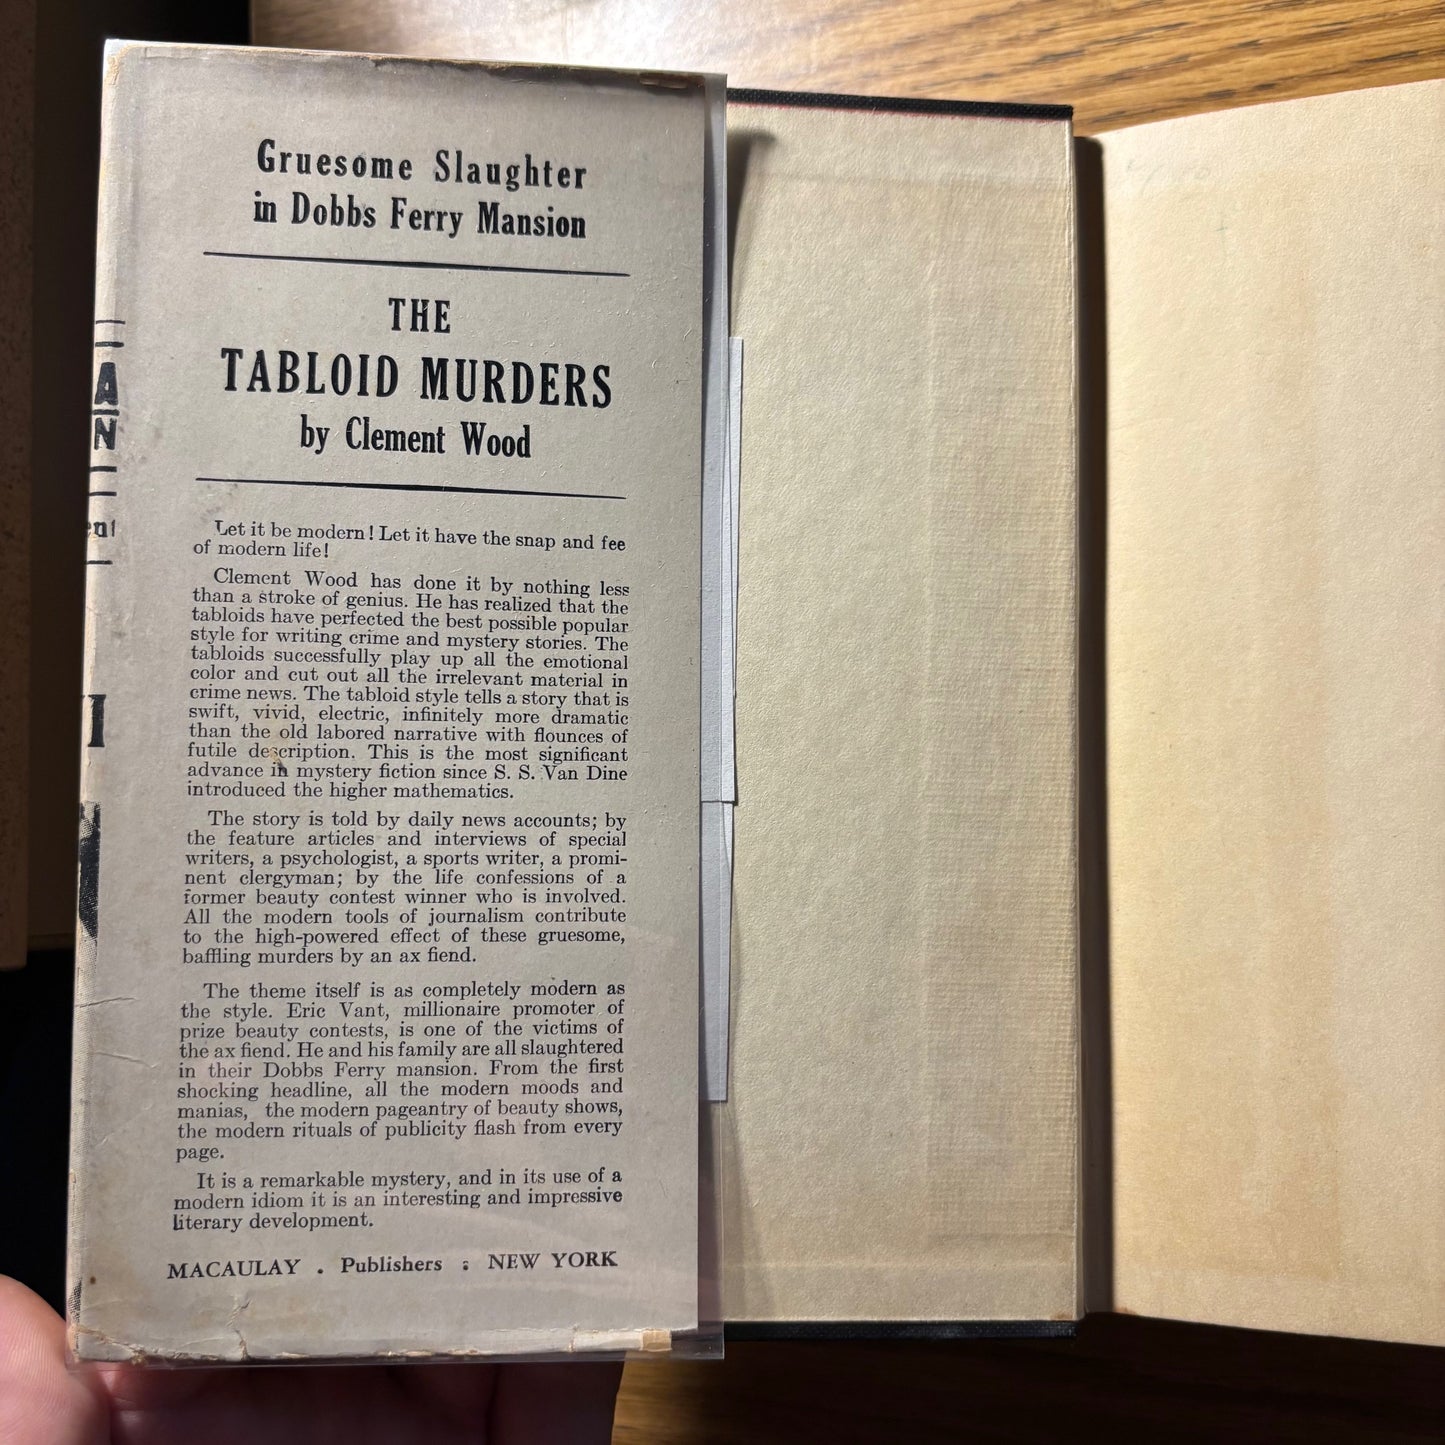 Gruesome Slaughter
in Dobbs Ferry Mansion
THE
TABLOID MURDERS
by Clement Wood
Let it be modern! Let it have the snap and fee
of modern life!
Clement Wood has done it by nothing less
than a stroke of genius. He has realized that the
tabloids have perfected the best possible popular
style for writing crime and mystery stories. The
tabloids successfully play up all the emotional
color and cut out all the irrelevant material in
crime news. The tabloid style tells a story that is
swift, vivid, electric, infinitely more dramatic
than the old labored narrative with flounces of
futile description. This is the most significant
advance in mystery fiction since S. S. Van Dine
introduced the higher mathematics.
The story is told by daily news accounts; by
the feature articles and interviews of special
writers, a psychologist, a sports writer, a promi-
nent clergyman; by the life confessions of a
former beauty contest winner who is involved.
All the modern tools of journalism contribute
to the high-powered effect of these gruesome,
baffling murders by an ax fiend.
The theme itself is as completely modern as
the style. Eric Vant, millionaire promoter of
prize beauty contests, is one of the victims of
the ax fiend. He and his family are all slaughtered
in their Dobbs Ferry mansion. From the first
shocking headline, all the modern moods and
manias, the modern pageantry of beauty shows,
the modern rituals of publicity flash from every
page.
It is a remarkable mystery, and in its use of a
modern idiom it is an interesting and impressive
literary development.
MACAULAY . Publishers : NEW YORK